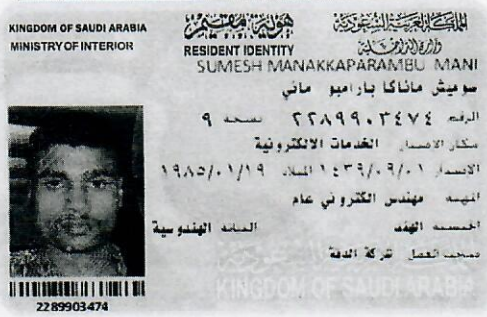 KINGDOM OF SAUDI ARABIA
MINISTRY OF INTERIOR
هوية مقيم
RESIDENT IDENTITY
المملكة العربية السعودية
وزارة الداخلية
SUMESH MANAKKAPARAMBU MANI
سوميش ماناكا بارامبو ماني
الرقم ٢٢٨٩٩٠٣٤٧٤ نسخة ٩
مكان الاصدار الخدمات الالكترونية
الاصدار ١٤٣٩/٠٩/٠١ الميلاد ١٩٨٥/٠١/١٩
المهنة مهندس الكتروني عام
الجنسية الهند الديانة الهندوسية
صاحب العمل شركة الدفة
KINGDOM OF SAUDI ARABIA
2289903474